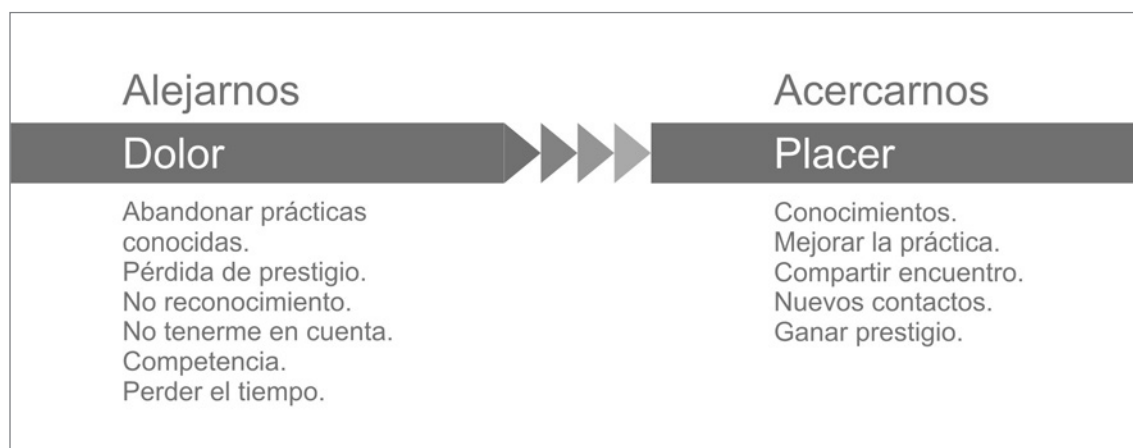 Alejarnos
Dolor
Abandonar prácticas
conocidas.
Pérdida de prestigio.
No reconocimiento.
No tenerme en cuenta.
Competencia.
Perder el tiempo.
Acercarnos
Placer
Conocimientos.
Mejorar la práctica.
Compartir encuentro.
Nuevos contactos.
Ganar prestigio.